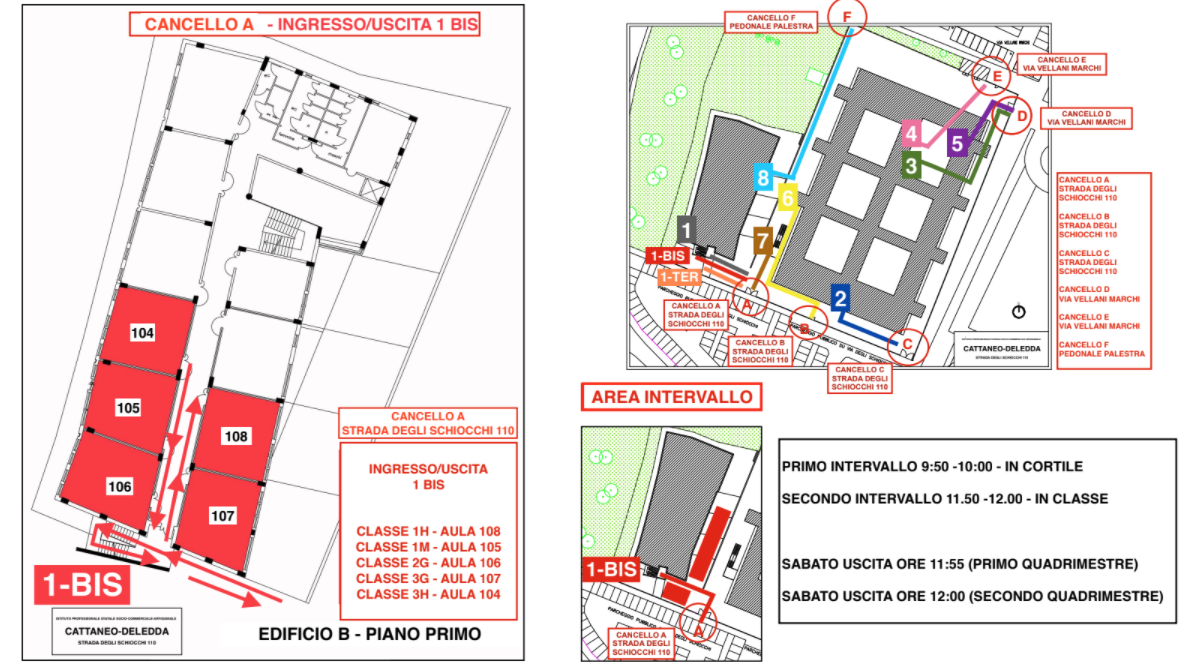 CANCELLO A - INGRESSO/USCITA 1 BIS
104
105
106
108
107
CANCELLO A
STRADA DEGLI SCHIOCCHI 110
INGRESSO/USCITA
1 BIS
CLASSE 1H - AULA 108
CLASSE 1M - AULA 105
CLASSE 2G - AULA 106
CLASSE 3G - AULA 107
CLASSE 3H - AULA 104
1-BIS
CATTANEO-DELEDDA
STRADA DEGLI SCHIOCCHI 110
EDIFICIO B - PIANO PRIMO
CANCELLO F
PEDONALE PALESTRA
F
VIA VELLANI MARCHI
CANCELLO E
VIA VELLANI MARCHI
E
CANCELLO D
VIA VELLANI MARCHI
D
4
5
3
8
6
1
7
1-BIS
1-TER
2
A
B
C
CANCELLO A
STRADA DEGLI
SCHIOCCHI 110
CANCELLO B
STRADA DEGLI
SCHIOCCHI 110
CANCELLO C
STRADA DEGLI
SCHIOCCHI 110
CATTANEO-DELEDDA
STRADA DEGLI SCHIOCCHI 110
CANCELLO A
STRADA DEGLI
SCHIOCCHI 110
CANCELLO B
STRADA DEGLI
SCHIOCCHI 110
CANCELLO C
STRADA DEGLI
SCHIOCCHI 110
CANCELLO D
VIA VELLANI MARCHI
CANCELLO E
VIA VELLANI MARCHI
CANCELLO F
PEDONALE PALESTRA
AREA INTERVALLO
1-BIS
A
CANCELLO A
STRADA DEGLI
SCHIOCCHI 110
PRIMO INTERVALLO 9:50 -10:00 - IN CORTILE
SECONDO INTERVALLO 11.50 -12.00 - IN CLASSE
SABATO USCITA ORE 11:55 (PRIMO QUADRIMESTRE)
SABATO USCITA ORE 12:00 (SECONDO QUADRIMESTRE)